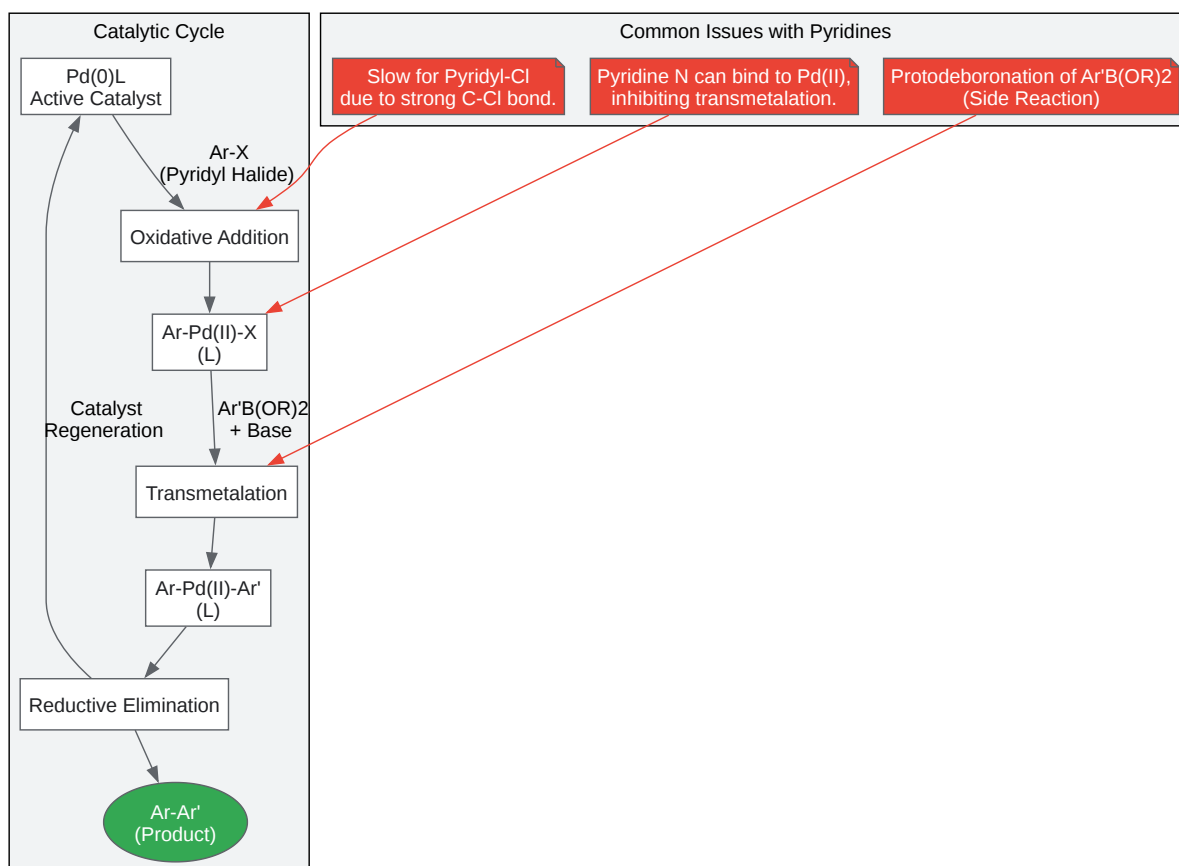 Catalytic Cycle
Pd(0)L
Active Catalyst
Ar-X
(Pyridyl Halide)
Oxidative Addition
Ar-Pd(II)-X
(L)
Catalyst
Regeneration
Ar'B(OR)2
+ Base
Transmetalation
Ar-Pd(II)-Ar'
(L)
Reductive Elimination
Ar-Ar'
(Product)
Common Issues with Pyridines
Slow for Pyridyl-Cl
due to strong C-Cl bond.
Pyridine N can bind to Pd(II),
inhibiting transmetalation.
Protodeboronation of Ar'B(OR)2
(Side Reaction)